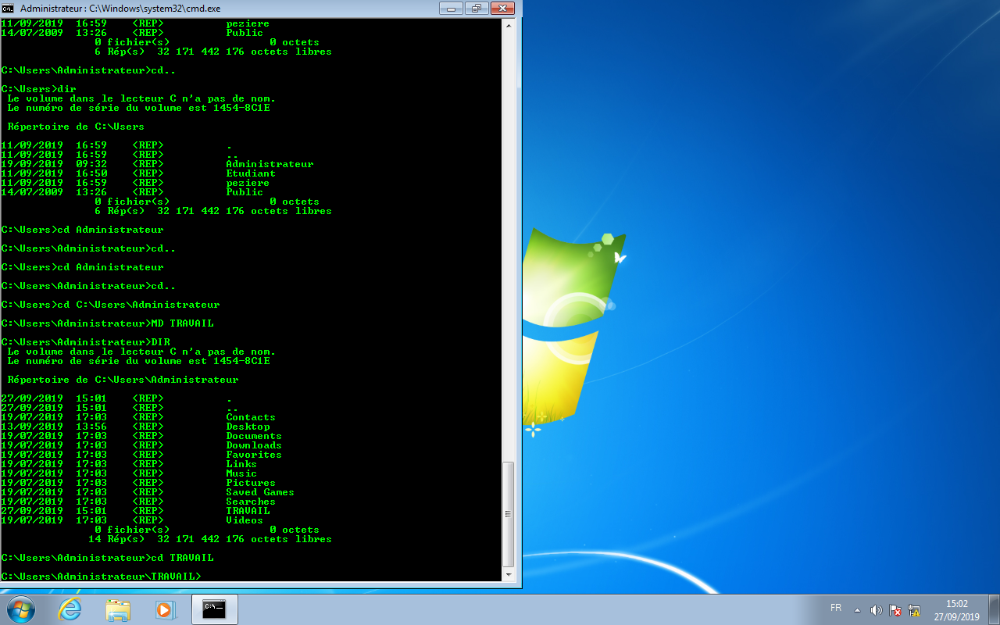 Administrateur : C:\Windows\system32\cmd.exe
11/09/2019  16:59    <REP>          peziere
14/07/2009  13:26    <REP>          Public
               0 fichier(s)                0 octets
               6 Rép(s)  32 171 442 176 octets libres
C:\Users\Administrateur>cd..
C:\Users>dir
 Le volume dans le lecteur C n'a pas de nom.
 Le numéro de série du volume est 1454-8C1E
 Répertoire de C:\Users
11/09/2019  16:59    <REP>          .
11/09/2019  16:59    <REP>          ..
19/09/2019  09:32    <REP>          Administrateur
11/09/2019  16:50    <REP>          Etudiant
11/09/2019  16:59    <REP>          peziere
14/07/2009  13:26    <REP>          Public
               0 fichier(s)                0 octets
               6 Rép(s)  32 171 442 176 octets libres
C:\Users>cd Administrateur
C:\Users\Administrateur>cd..
C:\Users>cd Administrateur
C:\Users\Administrateur>cd..
C:\Users>cd C:\Users\Administrateur
C:\Users\Administrateur>MD TRAVAIL
C:\Users\Administrateur>DIR
 Le volume dans le lecteur C n'a pas de nom.
 Le numéro de série du volume est 1454-8C1E
 Répertoire de C:\Users\Administrateur
27/09/2019  15:01    <REP>          .
27/09/2019  15:01    <REP>          ..
19/07/2019  17:03    <REP>          Contacts
13/09/2019  13:56    <REP>          Desktop
19/07/2019  17:03    <REP>          Documents
19/07/2019  17:03    <REP>          Downloads
19/07/2019  17:03    <REP>          Favorites
19/07/2019  17:03    <REP>          Links
19/07/2019  17:03    <REP>          Music
19/07/2019  17:03    <REP>          Pictures
19/07/2019  17:03    <REP>          Saved Games
19/07/2019  17:03    <REP>          Searches
27/09/2019  15:01    <REP>          TRAVAIL
19/07/2019  17:03    <REP>          Videos
               0 fichier(s)                0 octets
              14 Rép(s)  32 171 442 176 octets libres
C:\Users\Administrateur>cd TRAVAIL
C:\Users\Administrateur\TRAVAIL>
FR
15:02
27/09/2019